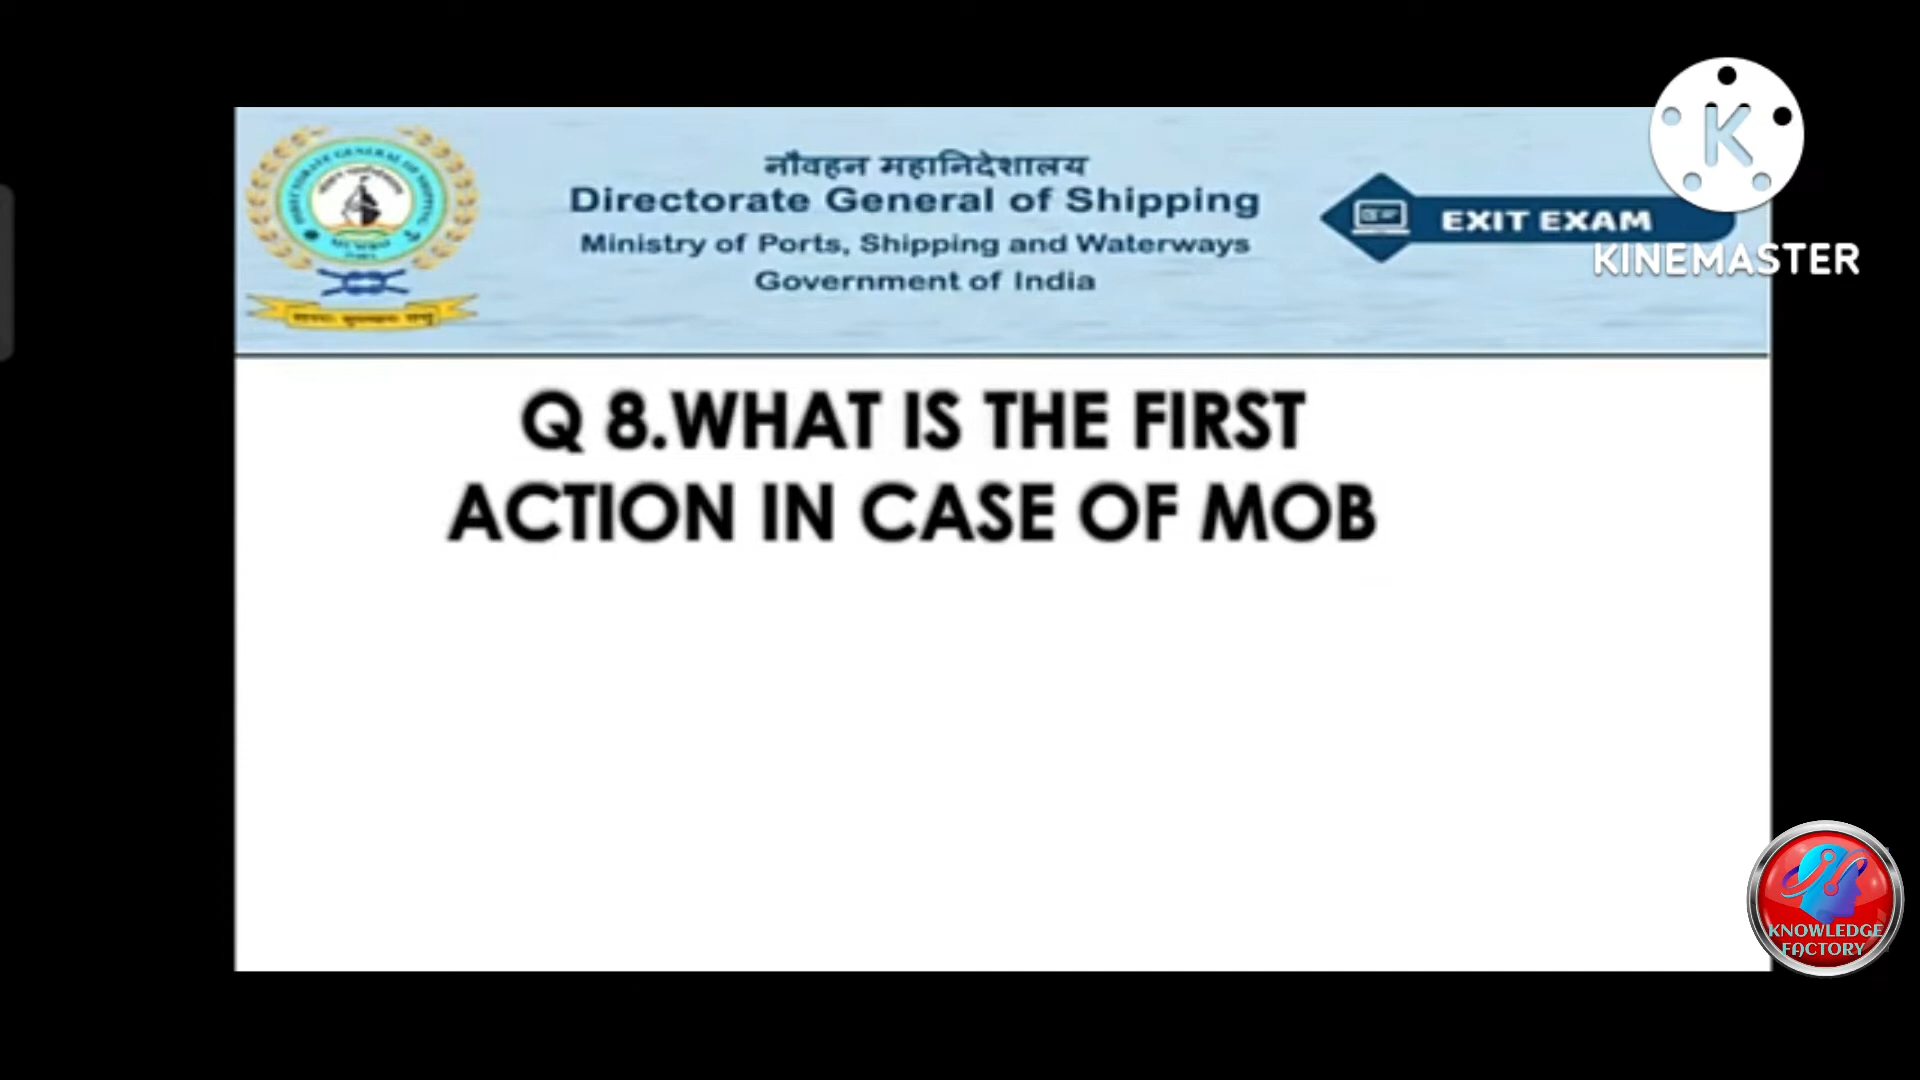 नौवहन महानिदेशालय
Directorate General of Shipping
Ministry of Ports, Shipping and Waterways
Government of India
EXIT EXAM
K
KINEMASTER
Q 8.WHAT IS THE FIRST
ACTION IN CASE OF MOB
KNOWLEDGE
FACTORY